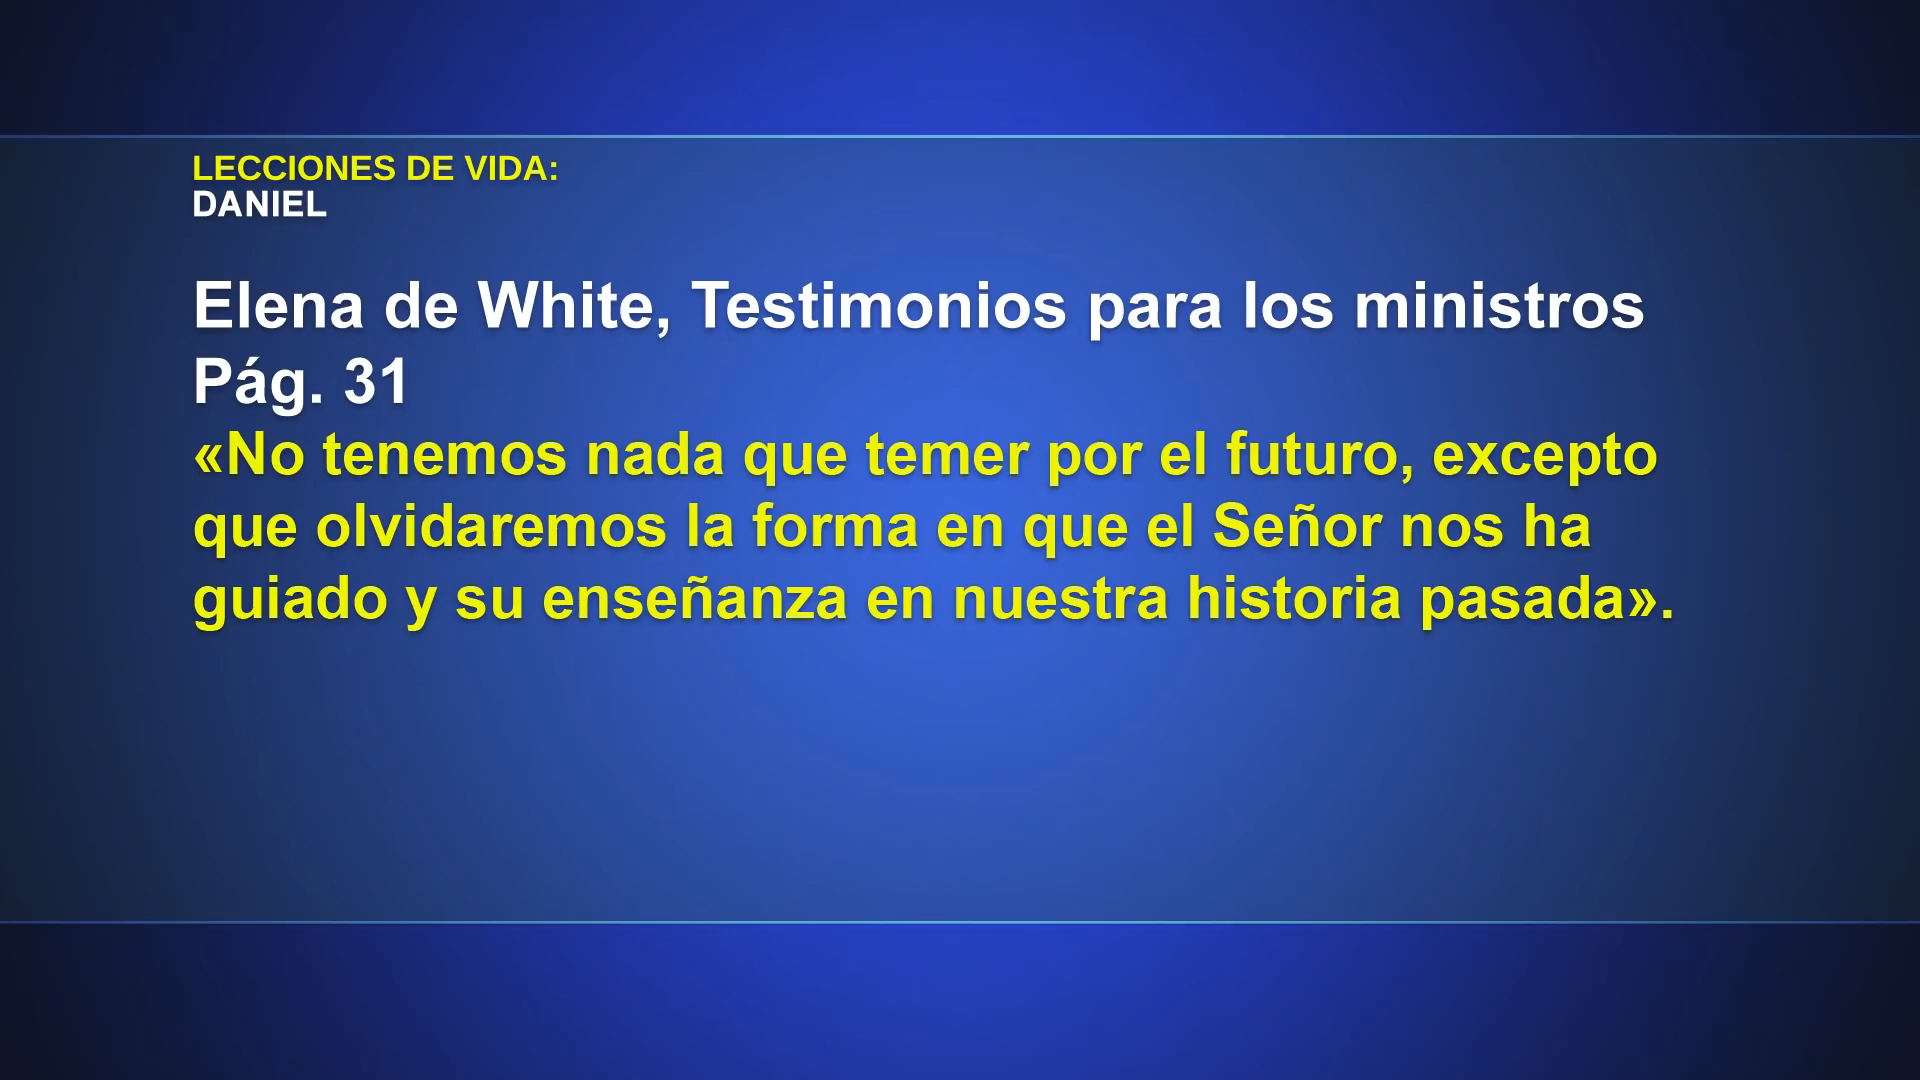 LECCIONES DE VIDA:
DANIEL
Elena de White, Testimonios para los ministros
Pág. 31
«No tenemos nada que temer por el futuro, excepto
que olvidaremos la forma en que el Señor nos ha
guiado y su enseñanza en nuestra historia pasada».